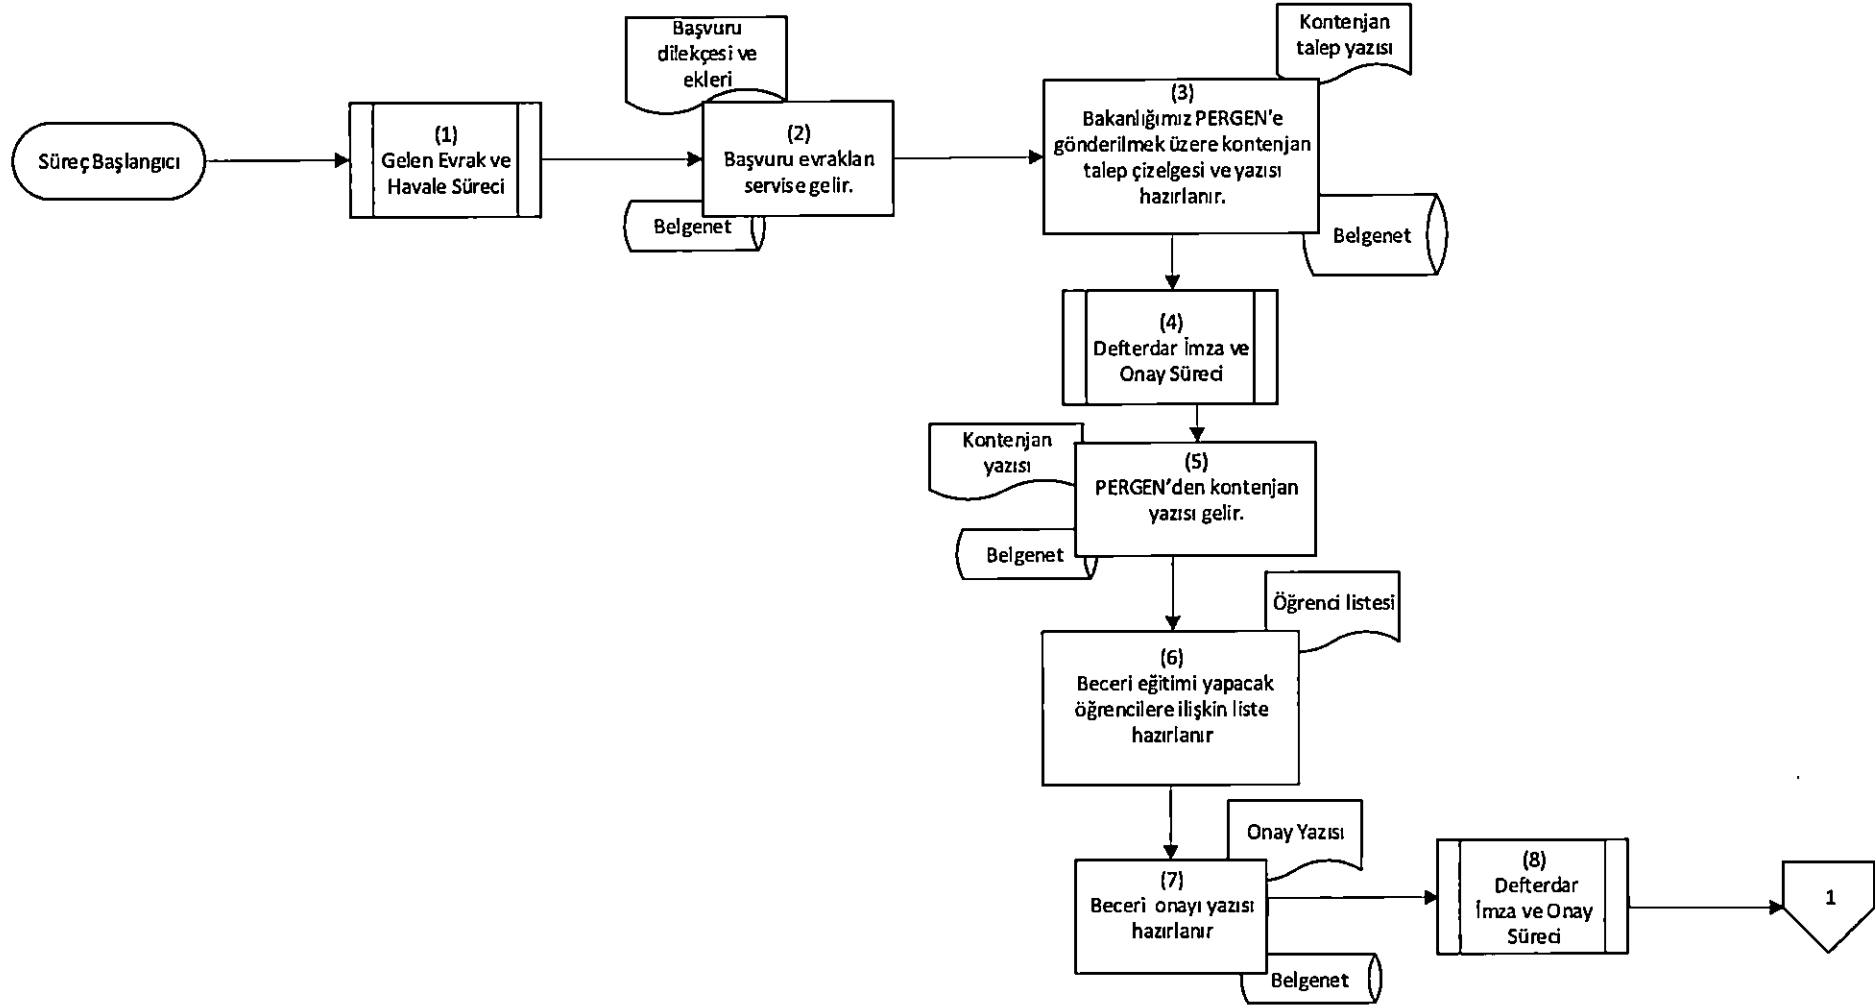 Süreç Başlangıcı
(1)
Gelen Evrak ve
Havale Süreci
Başvuru
dilekçesi ve
ekleri
(2)
Başvuru evrakları
servise gelir.
Belgenet
Kontenjan
talep yazısı
(3)
Bakanlığımız PERGEN'e
gönderilmek üzere kontenjan
talep çizelgesi ve yazısı
hazırlanır.
Belgenet
(4)
Defterdar İmza ve
Onay Süreci
Kontenjan
yazısı
(5)
PERGEN'den kontenjan
yazısı gelir.
Belgenet
Öğrenci listesi
(6)
Beceri eğitimi yapacak
öğrencilere ilişkin liste
hazırlanır
Onay Yazısı
(7)
Beceri onayı yazısı
hazırlanır
Belgenet
(8)
Defterdar
İmza ve Onay
Süreci
1